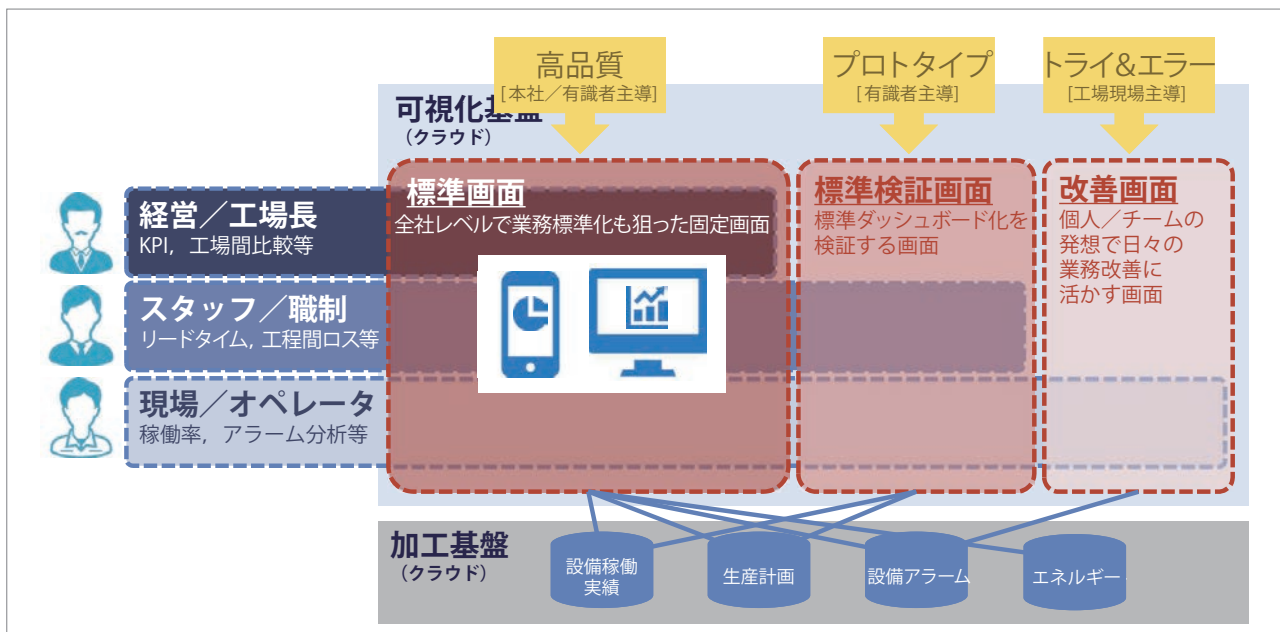 高品質
[本社／有識者主導]
プロトタイプ
[有識者主導]
トライ&エラー
[工場現場主導]
可視化基盤
（クラウド）
標準画面
全社レベルで業務標準化も狙った固定画面
標準検証画面
標準ダッシュボード化を
検証する画面
改善画面
個人／チームの
発想で日々の
業務改善に
活かす画面
経営／工場長
KPI，工場間比較等
スタッフ／職制
リードタイム，工程間ロス等
現場／オペレータ
稼働率，アラーム分析等
加工基盤
（クラウド）
設備稼働
実績
生産計画
設備アラーム
エネルギー